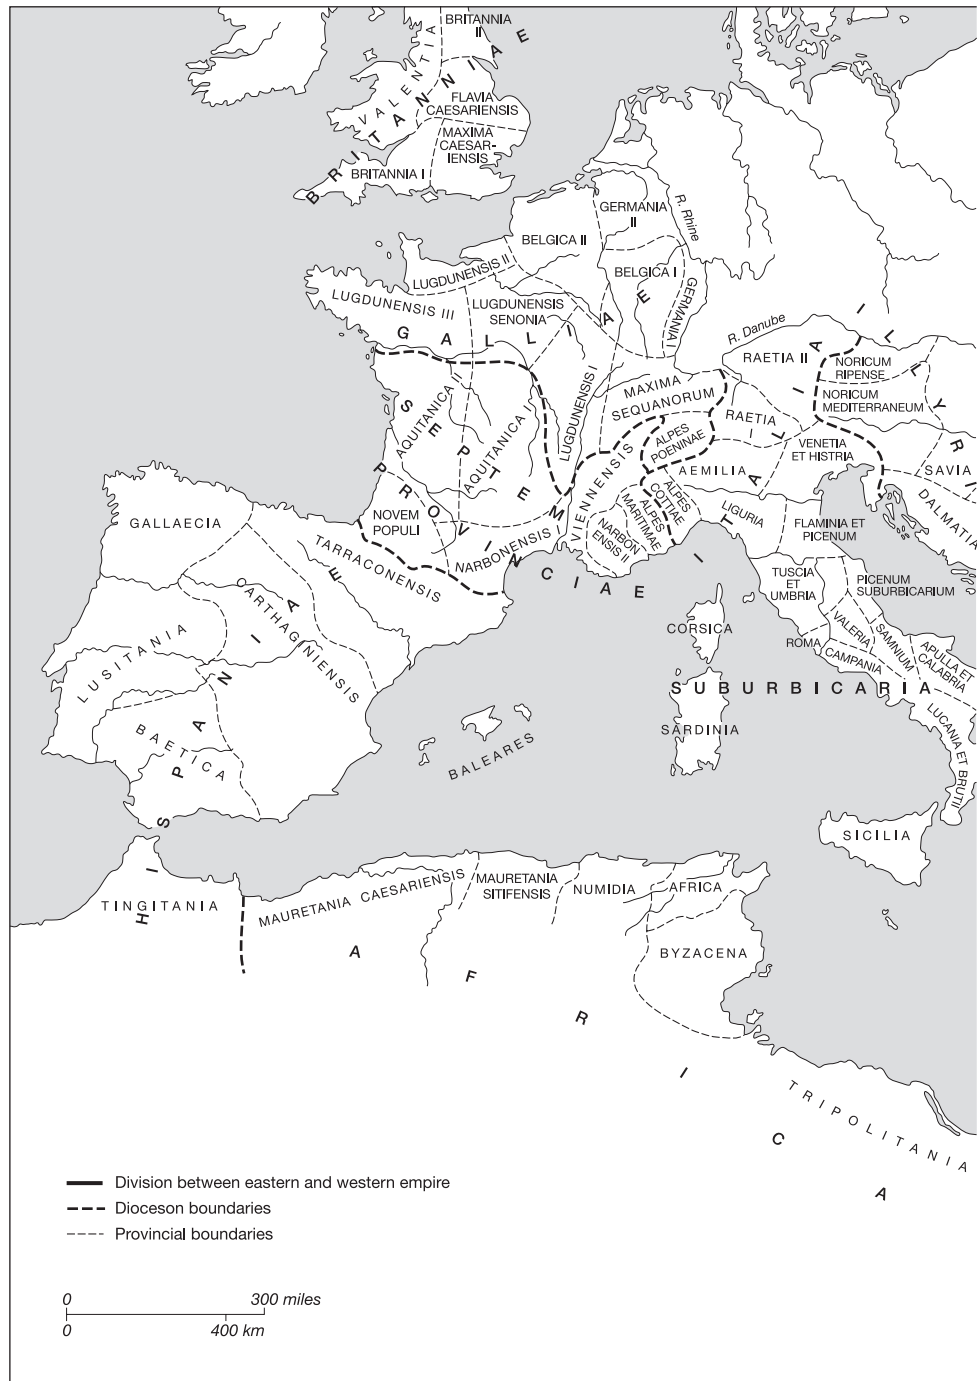 BRITANNIA
II
VALENTIA
BRITANNIAE
FLAVIA
CAESARIENSIS
MAXIMA
CAESAR-
IENSIS
BRITANNIA I
GERMANIA
II
R. Rhine
BELGICA II
BELGICA I
GERMANIA I
LUGDUNENSIS II
LUGDUNENSIS III
LUGDUNENSIS
SENONIA
GALLIAE
R. Danube
RAETIA II
ILLYRI
NORICUM
RIPENSE
NORICUM
MEDITERRANEUM
MAXIMA
SEQUANORUM
RAETIA
I
ITALIA
LUGDUNENSIS I
AQUITANICA II
AQUITANICA I
SEPTEM
PROVINCIAE
ALPES
POENINAE
VENETIA
ET HISTRIA
SAVIA
DALMATIA
AEMILIA
VIENNENSIS
ALPES
COTTIAE
ALPES
MARITIMAE
LIGURIA
FLAMINIA ET
PICENUM
NOVEM
POPULI
NARBONENSIS I
NARBON
ENSIS II
GALLAECIA
TARRACONENSIS
CARTHAGINIENSIS
LUSITANIA
BAETICA
HISPANIAE
TUSCIA
ET
UMBRIA
PICENUM
SUBURBICARIUM
CORSICA
ROMA
VALERIA
SAMNIUM
CAMPANIA
APULLA ET
CALABRIA
SUBURBICARIA
LUCANIA ET BRUTII
SARDINIA
BALEARES
SICILIA
TINGITANIA
MAURETANIA CAESARIENSIS
MAURETANIA
SITIFENSIS
NUMIDIA
AFRICA
BYZACENA
AFRICA
TRIPOLITANIA
Division between eastern and western empire
Dioceson boundaries
Provincial boundaries
0 300 miles
0 400 km